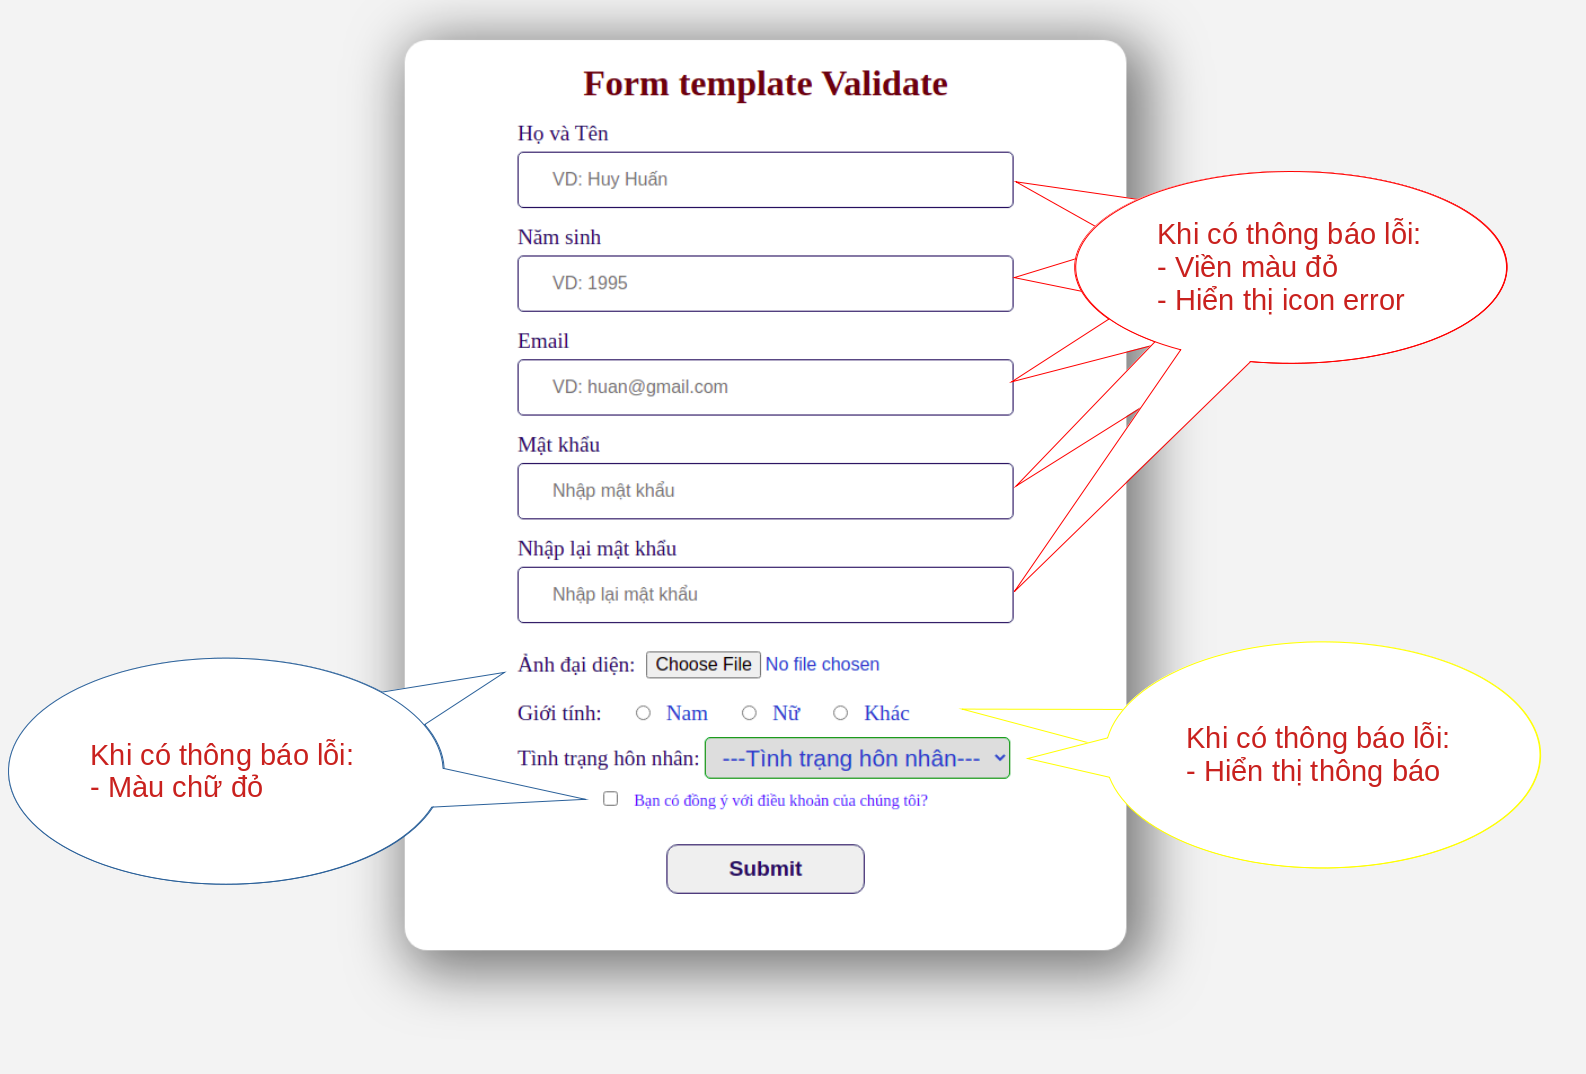 Form template Validate
Họ và Tên
VD: Huy Huấn
Năm sinh
VD: 1995
Email
VD: huan@gmail.com
Mật khẩu
Nhập mật khẩu
Nhập lại mật khẩu
Nhập lại mật khẩu
Ảnh đại diện: Choose File No file chosen
Giới tính: Nam Nữ Khác
Tình trạng hôn nhân: ---Tình trạng hôn nhân---
Bạn có đồng ý với điều khoản của chúng tôi?
Submit
Khi có thông báo lỗi:
- Viền màu đỏ
- Hiển thị icon error
Khi có thông báo lỗi:
- Màu chữ đỏ
Khi có thông báo lỗi:
- Hiển thị thông báo